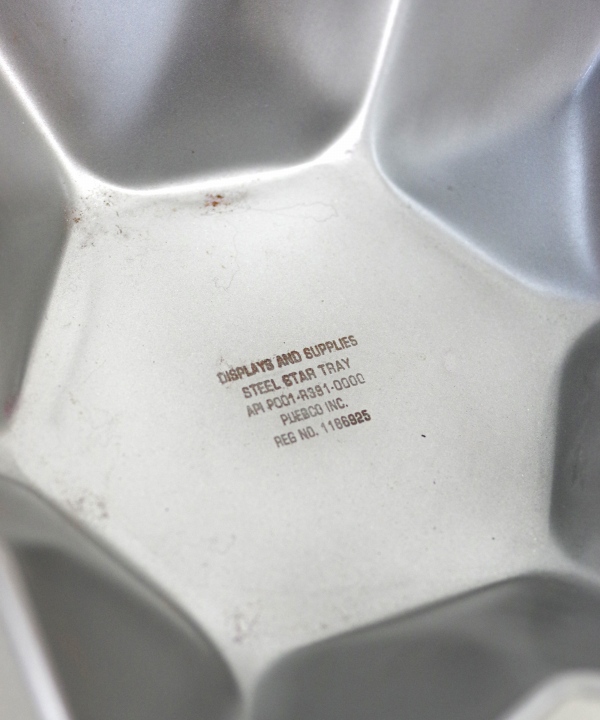 DISPLAYS AND SUPPLIES
STEEL STAR TRAY
API P001-R391-0000
PUEBCO INC.
REG NO. 1186925